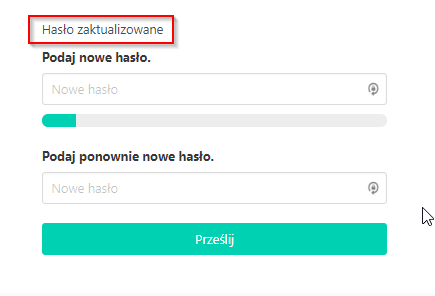 Hasło zaktualizowane
Podaj nowe hasło.
Nowe hasło
Podaj ponownie nowe hasło.
Nowe hasło
Prześlij